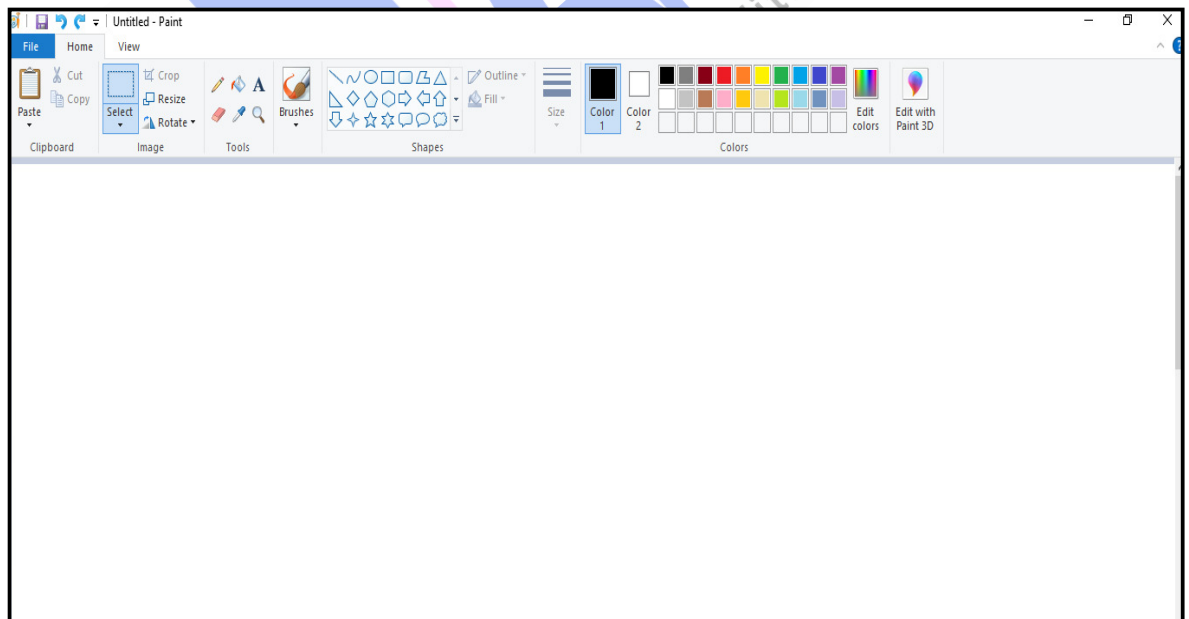 Untitled - Paint
File Home View
Cut
Copy
Paste
Clipboard
Select
Crop
Resize
Rotate
Image
A
Tools
Brushes
Outline
Fill
Shapes
Size
Color 1
Color 2
Edit colors
Colors
Edit with Paint 3D